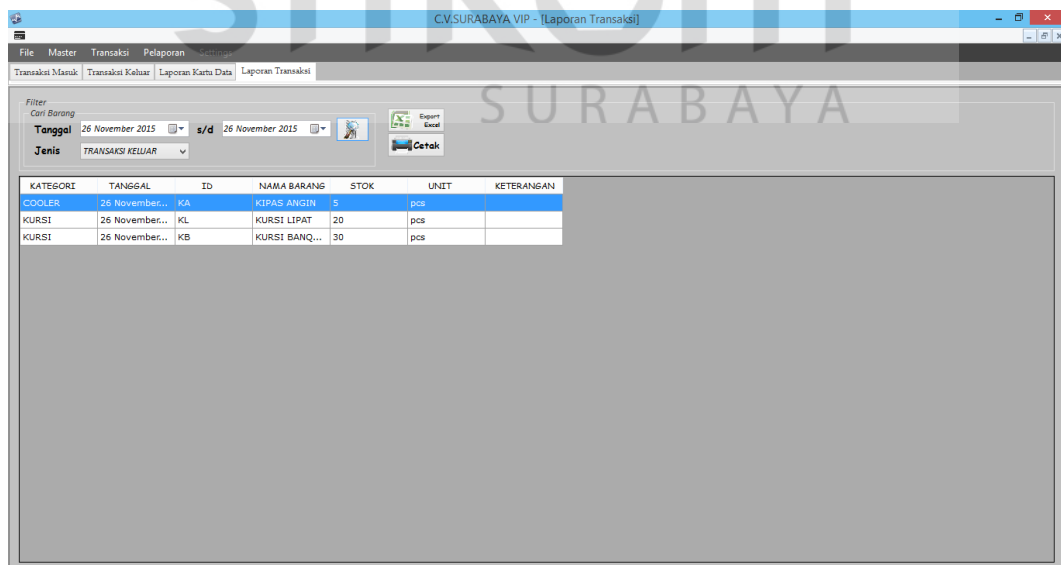 C.V.SURABAYA VIP - [Laporan Transaksi]
File Master Transaksi Pelaporan Settings
Transaksi Masuk Transaksi Keluar Laporan Kartu Data Laporan Transaksi
SURABAYA
Filter
Cari Barang
Tanggal 26 November 2015 s/d 26 November 2015
Export Excel
Jenis TRANSAKSI KELUAR
Cetak
KATEGORI TANGGAL ID NAMA BARANG STOK UNIT KETERANGAN
COOLER 26 November... KA KIPAS ANGIN 5 pcs
KURSI 26 November... KL KURSI LIPAT 20 pcs
KURSI 26 November... KB KURSI BANQ... 30 pcs